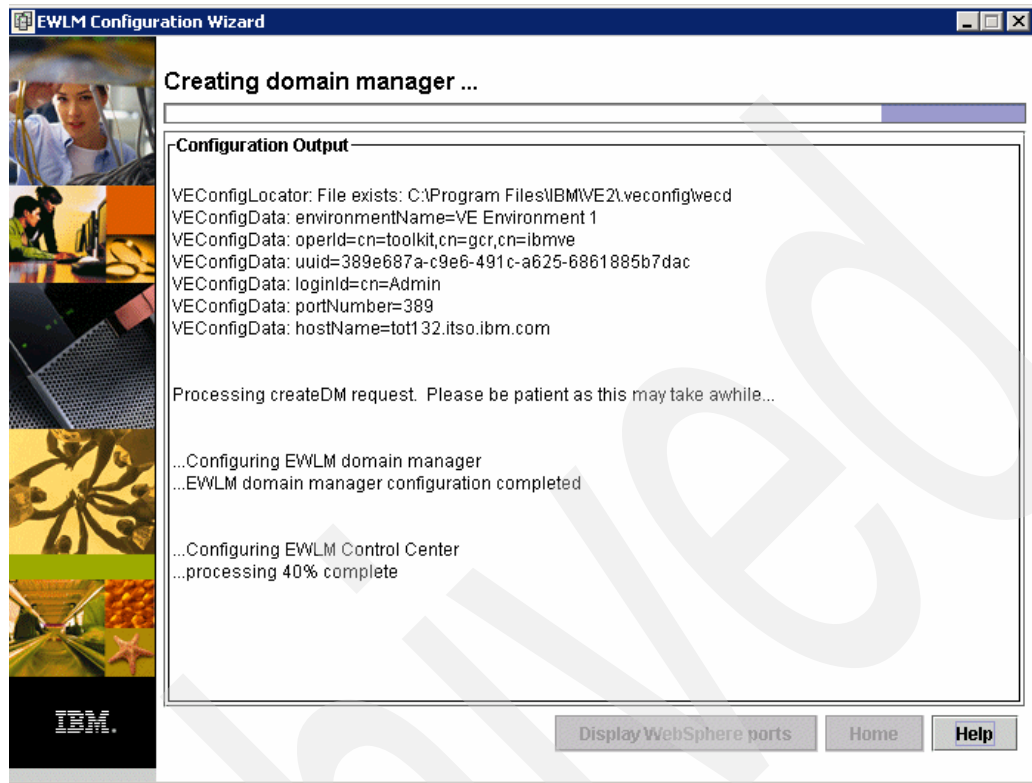 EWLM Configuration Wizard
Creating domain manager ...
Configuration Output
VEConfigLocator: File exists: C:\Program Files\IBM\VE2\.veconfig\vecd
VEConfigData: environmentName=VE Environment 1
VEConfigData: operId=cn=toolkit,cn=gcr,cn=ibmve
VEConfigData: uuid=389e687a-c9e6-491c-a625-6861885b7dac
VEConfigData: loginId=cn=Admin
VEConfigData: portNumber=389
VEConfigData: hostName=tot132.itso.ibm.com
Processing createDM request. Please be patient as this may take awhile...
...Configuring EWLM domain manager
...EWLM domain manager configuration completed
...Configuring EWLM Control Center
...processing 40% complete
IBM.
Display WebSphere ports
Home
Help